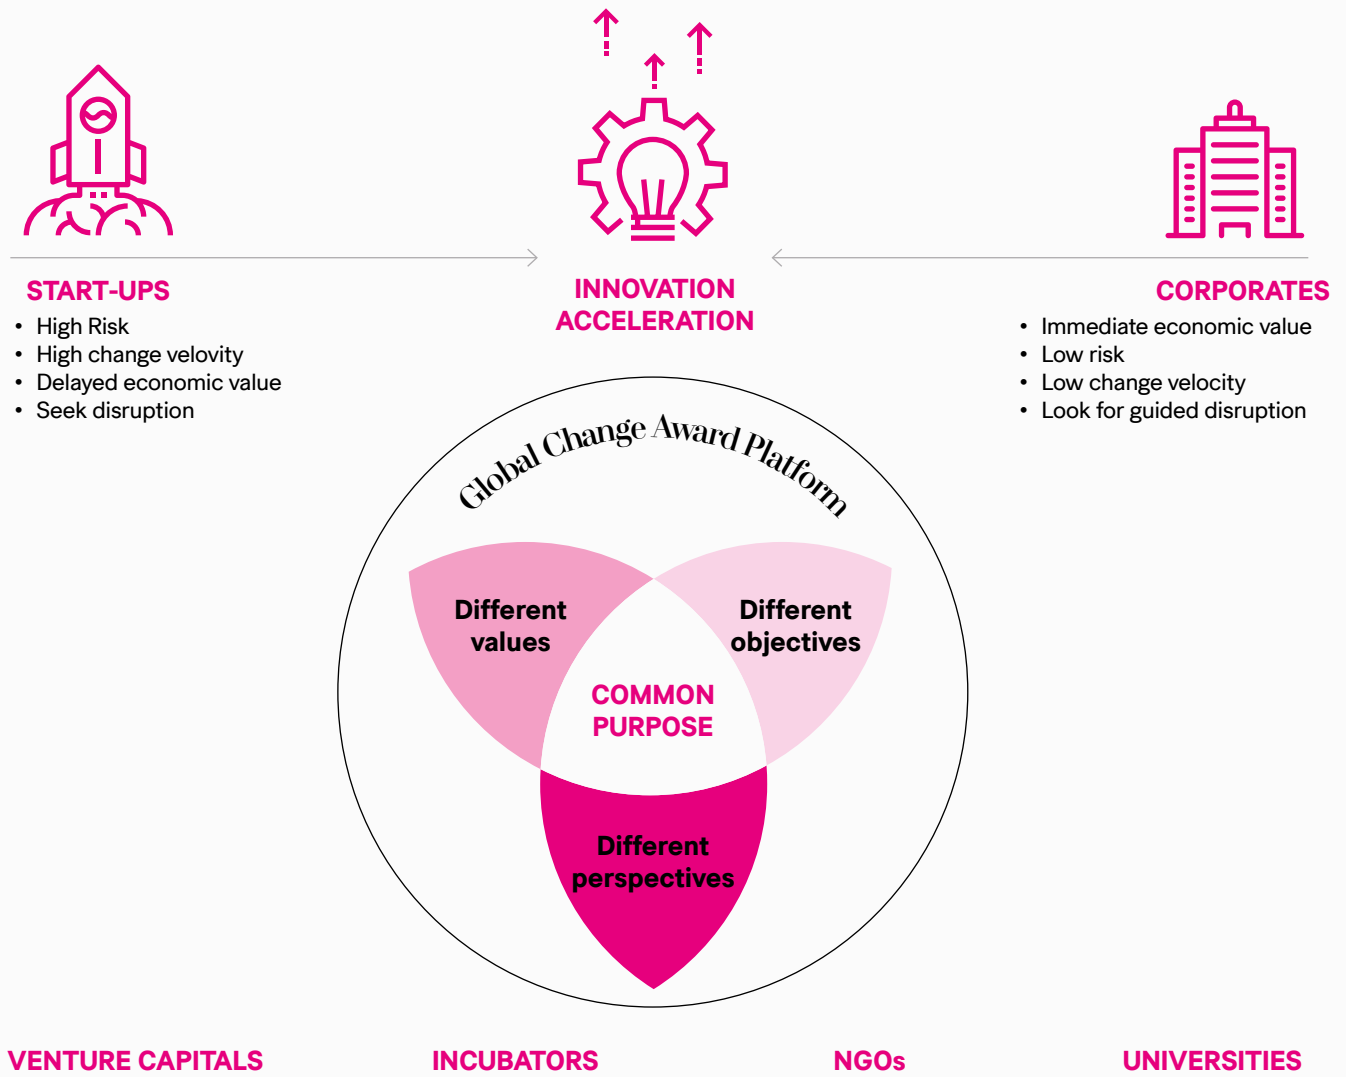 START-UPS
• High Risk
• High change velovity
• Delayed economic value
• Seek disruption
INNOVATION
ACCELERATION
CORPORATES
• Immediate economic value
• Low risk
• Low change velocity
• Look for guided disruption
Global Change Award Platform
Different
values
Different
objectives
COMMON
PURPOSE
Different
perspectives
VENTURE CAPITALS
INCUBATORS
NGOs
UNIVERSITIES